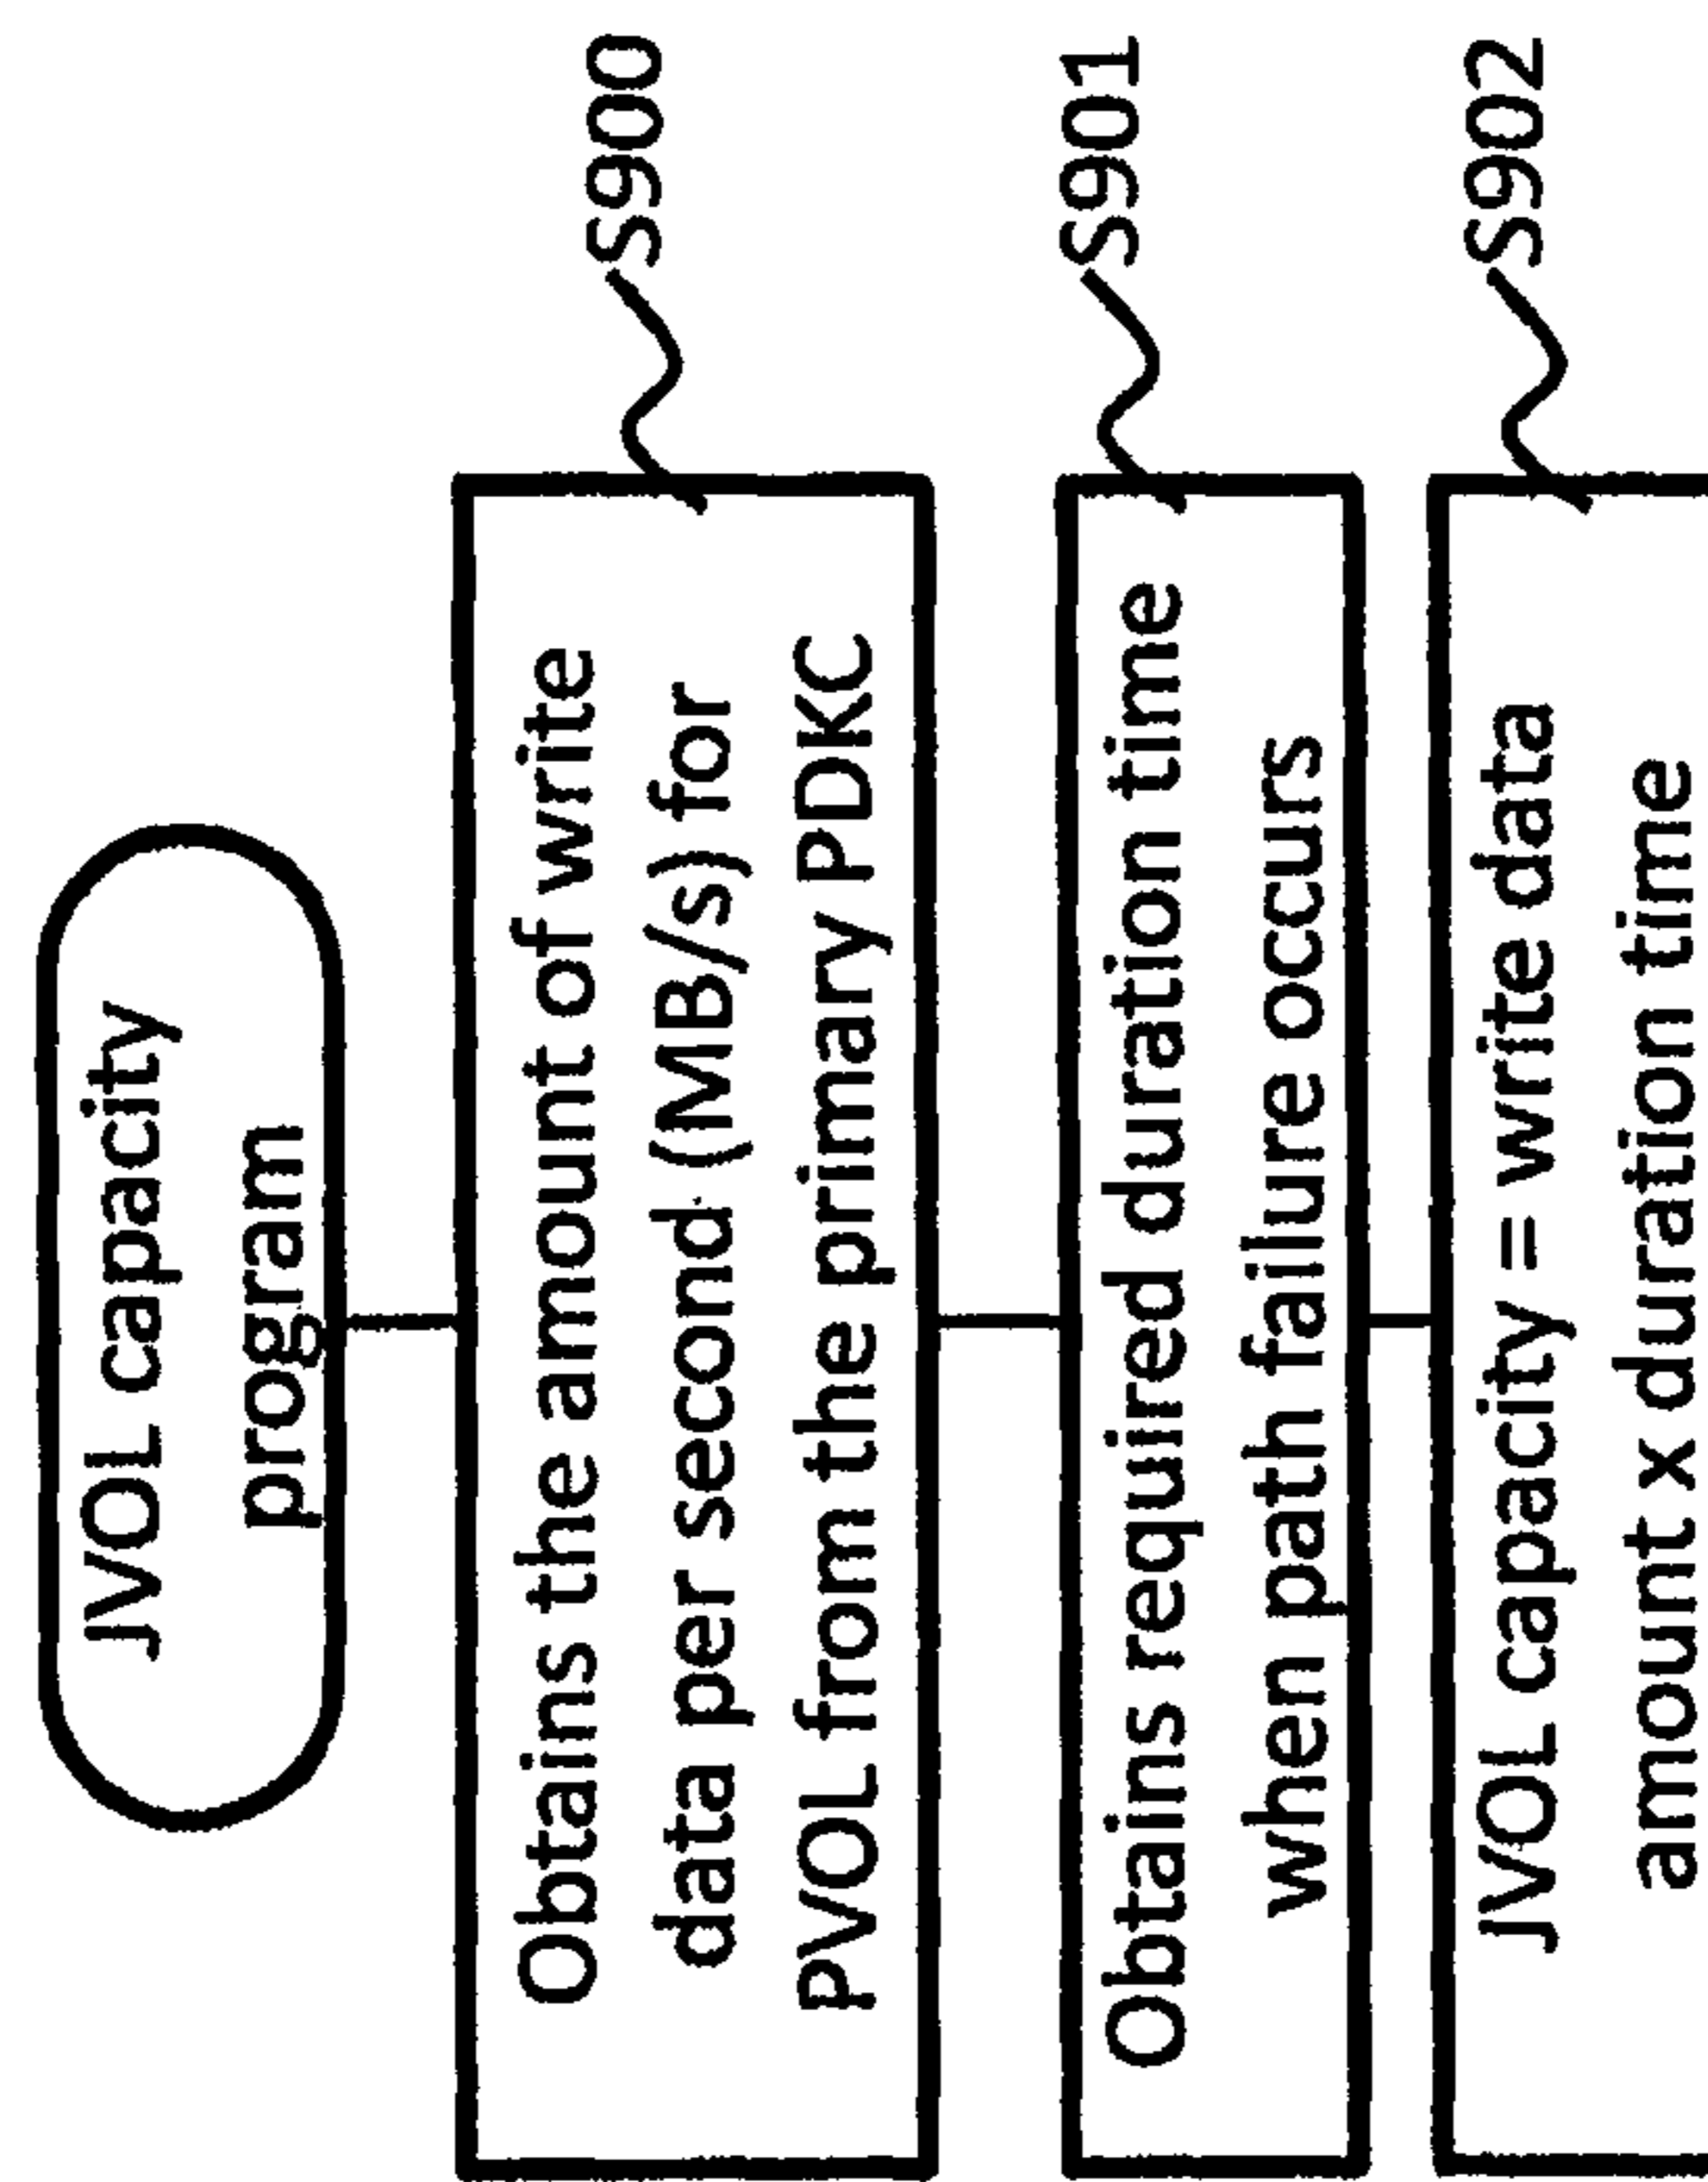 JVOL capacity
program
Obtains the amount of write
data per second (MB/s) for
PVOL from the primary PDKC
S900
Obtains required duration time
when path failure occurs
S901
JVOL capacity = write data
amount x duration time
S902